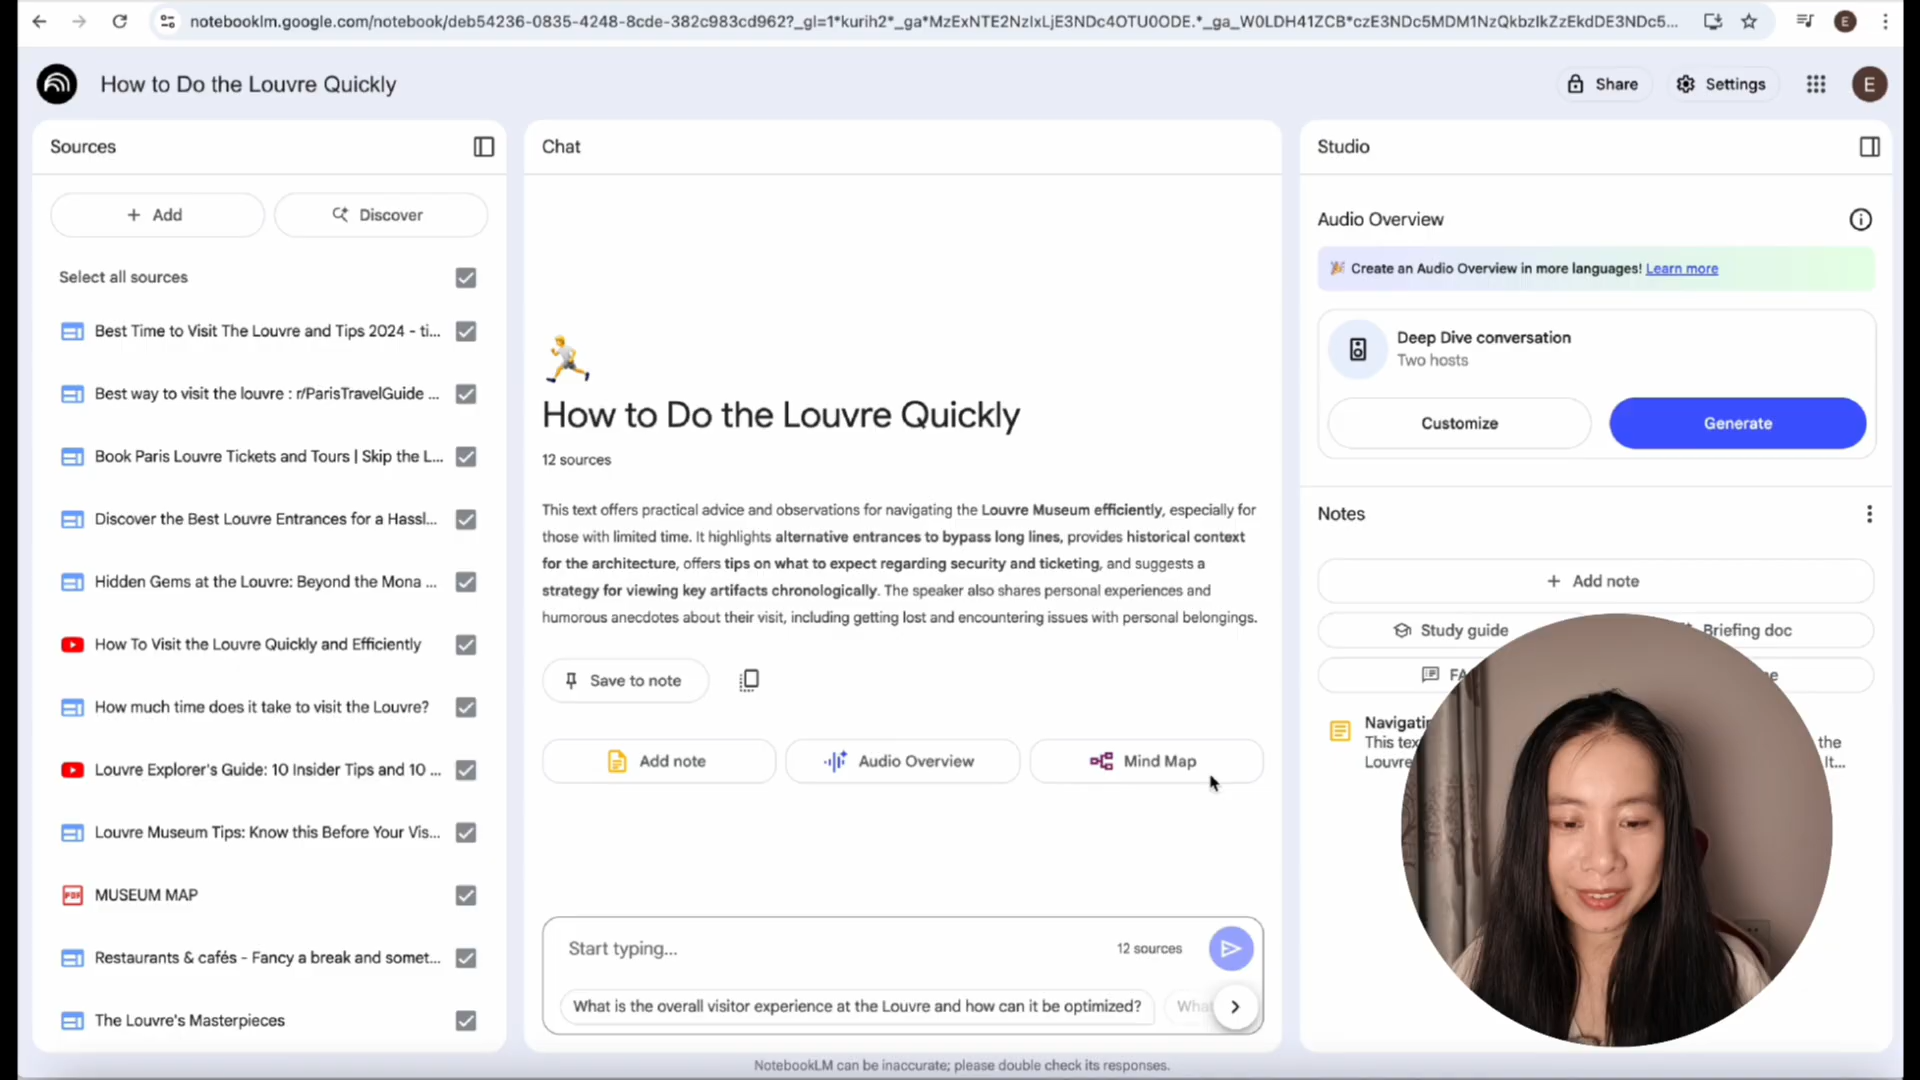 notebooklm.google.com/notebook/deb54236-0835-4248-8cde-382c983cd962?_gl=1*kurih2*_ga*MzExNTE2NzIxLjE3NDc4OTU0ODE.*_ga_W0LDH41ZCB*czE3NDc5MDM1NzQkbzIkZzEkdDE3NDc5...
E
How to Do the Louvre Quickly
Share
Settings
E
Sources
+ Add
Discover
Select all sources
Best Time to Visit The Louvre and Tips 2024 - ti...
Best way to visit the louvre : r/ParisTravelGuide ...
Book Paris Louvre Tickets and Tours | Skip the L...
Discover the Best Louvre Entrances for a Hassl...
Hidden Gems at the Louvre: Beyond the Mona ...
How To Visit the Louvre Quickly and Efficiently
How much time does it take to visit the Louvre?
Louvre Explorer's Guide: 10 Insider Tips and 10 ...
Louvre Museum Tips: Know this Before Your Vis...
PDF MUSEUM MAP
Restaurants & cafés - Fancy a break and somet...
The Louvre's Masterpieces
Chat
How to Do the Louvre Quickly
12 sources
This text offers practical advice and observations for navigating the Louvre Museum efficiently, especially for
those with limited time. It highlights alternative entrances to bypass long lines, provides historical context
for the architecture, offers tips on what to expect regarding security and ticketing, and suggests a
strategy for viewing key artifacts chronologically. The speaker also shares personal experiences and
humorous anecdotes about their visit, including getting lost and encountering issues with personal belongings.
Save to note
Add note
Audio Overview
Mind Map
Start typing...
12 sources
What is the overall visitor experience at the Louvre and how can it be optimized?
What
NotebookLM can be inaccurate; please double check its responses.
Studio
Audio Overview
Create an Audio Overview in more languages! Learn more
Deep Dive conversation
Two hosts
Customize
Generate
Notes
+ Add note
Study guide
Briefing doc
FA
e
Navigatin
This tex
the
Louvre
It...